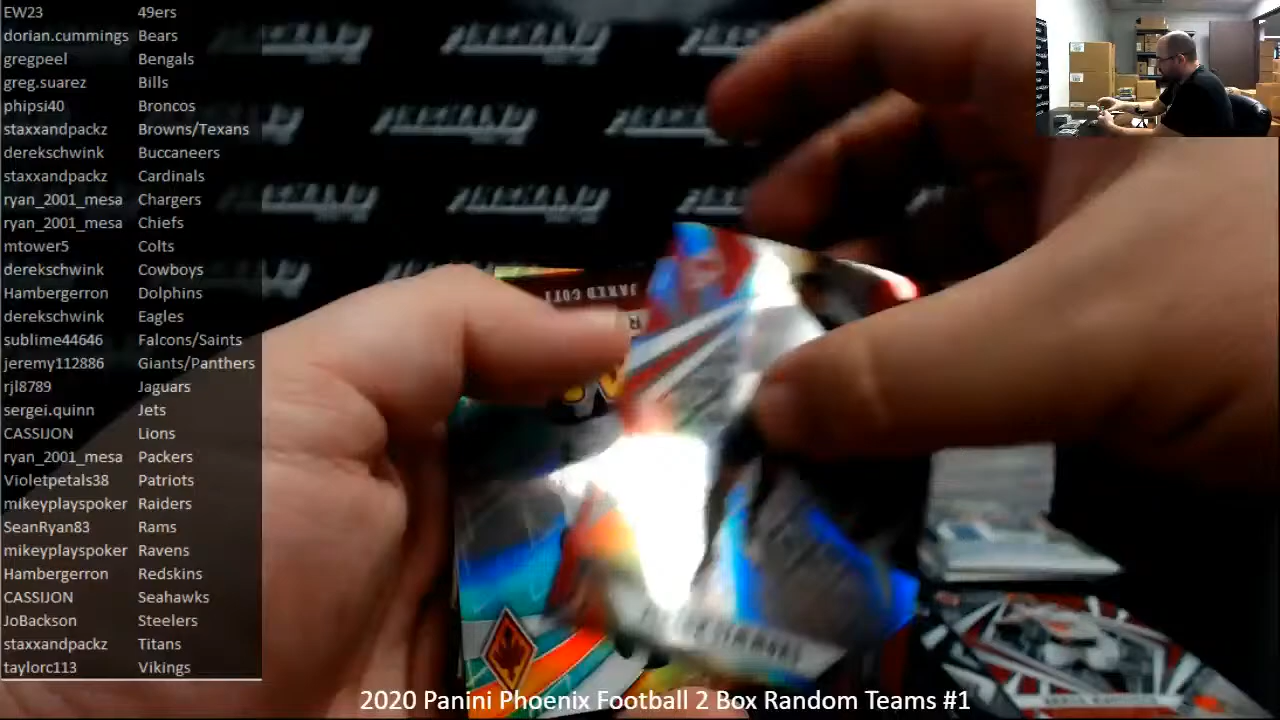 EW23 49ers
dorian.cummings Bears
gregpeel Bengals
greg.suarez Bills
phipsi40 Broncos
staxxandpackz Browns/Texans
derekschwink Buccaneers
staxxandpackz Cardinals
ryan_2001_mesa Chargers
ryan_2001_mesa Chiefs
mtower5 Colts
derekschwink Cowboys
Hambergerron Dolphins
derekschwink Eagles
sublime44646 Falcons/Saints
jeremy112886 Giants/Panthers
rjl8789 Jaguars
sergei.quinn Jets
CASSIJON Lions
ryan_2001_mesa Packers
Violetpetals38 Patriots
mikeyplayspoker Raiders
SeanRyan83 Rams
mikeyplayspoker Ravens
Hambergerron Redskins
CASSIJON Seahawks
JoBackson Steelers
staxxandpackz Titans
taylorc113 Vikings
JARED GOFF
2020 Panini Phoenix Football 2 Box Random Teams #1